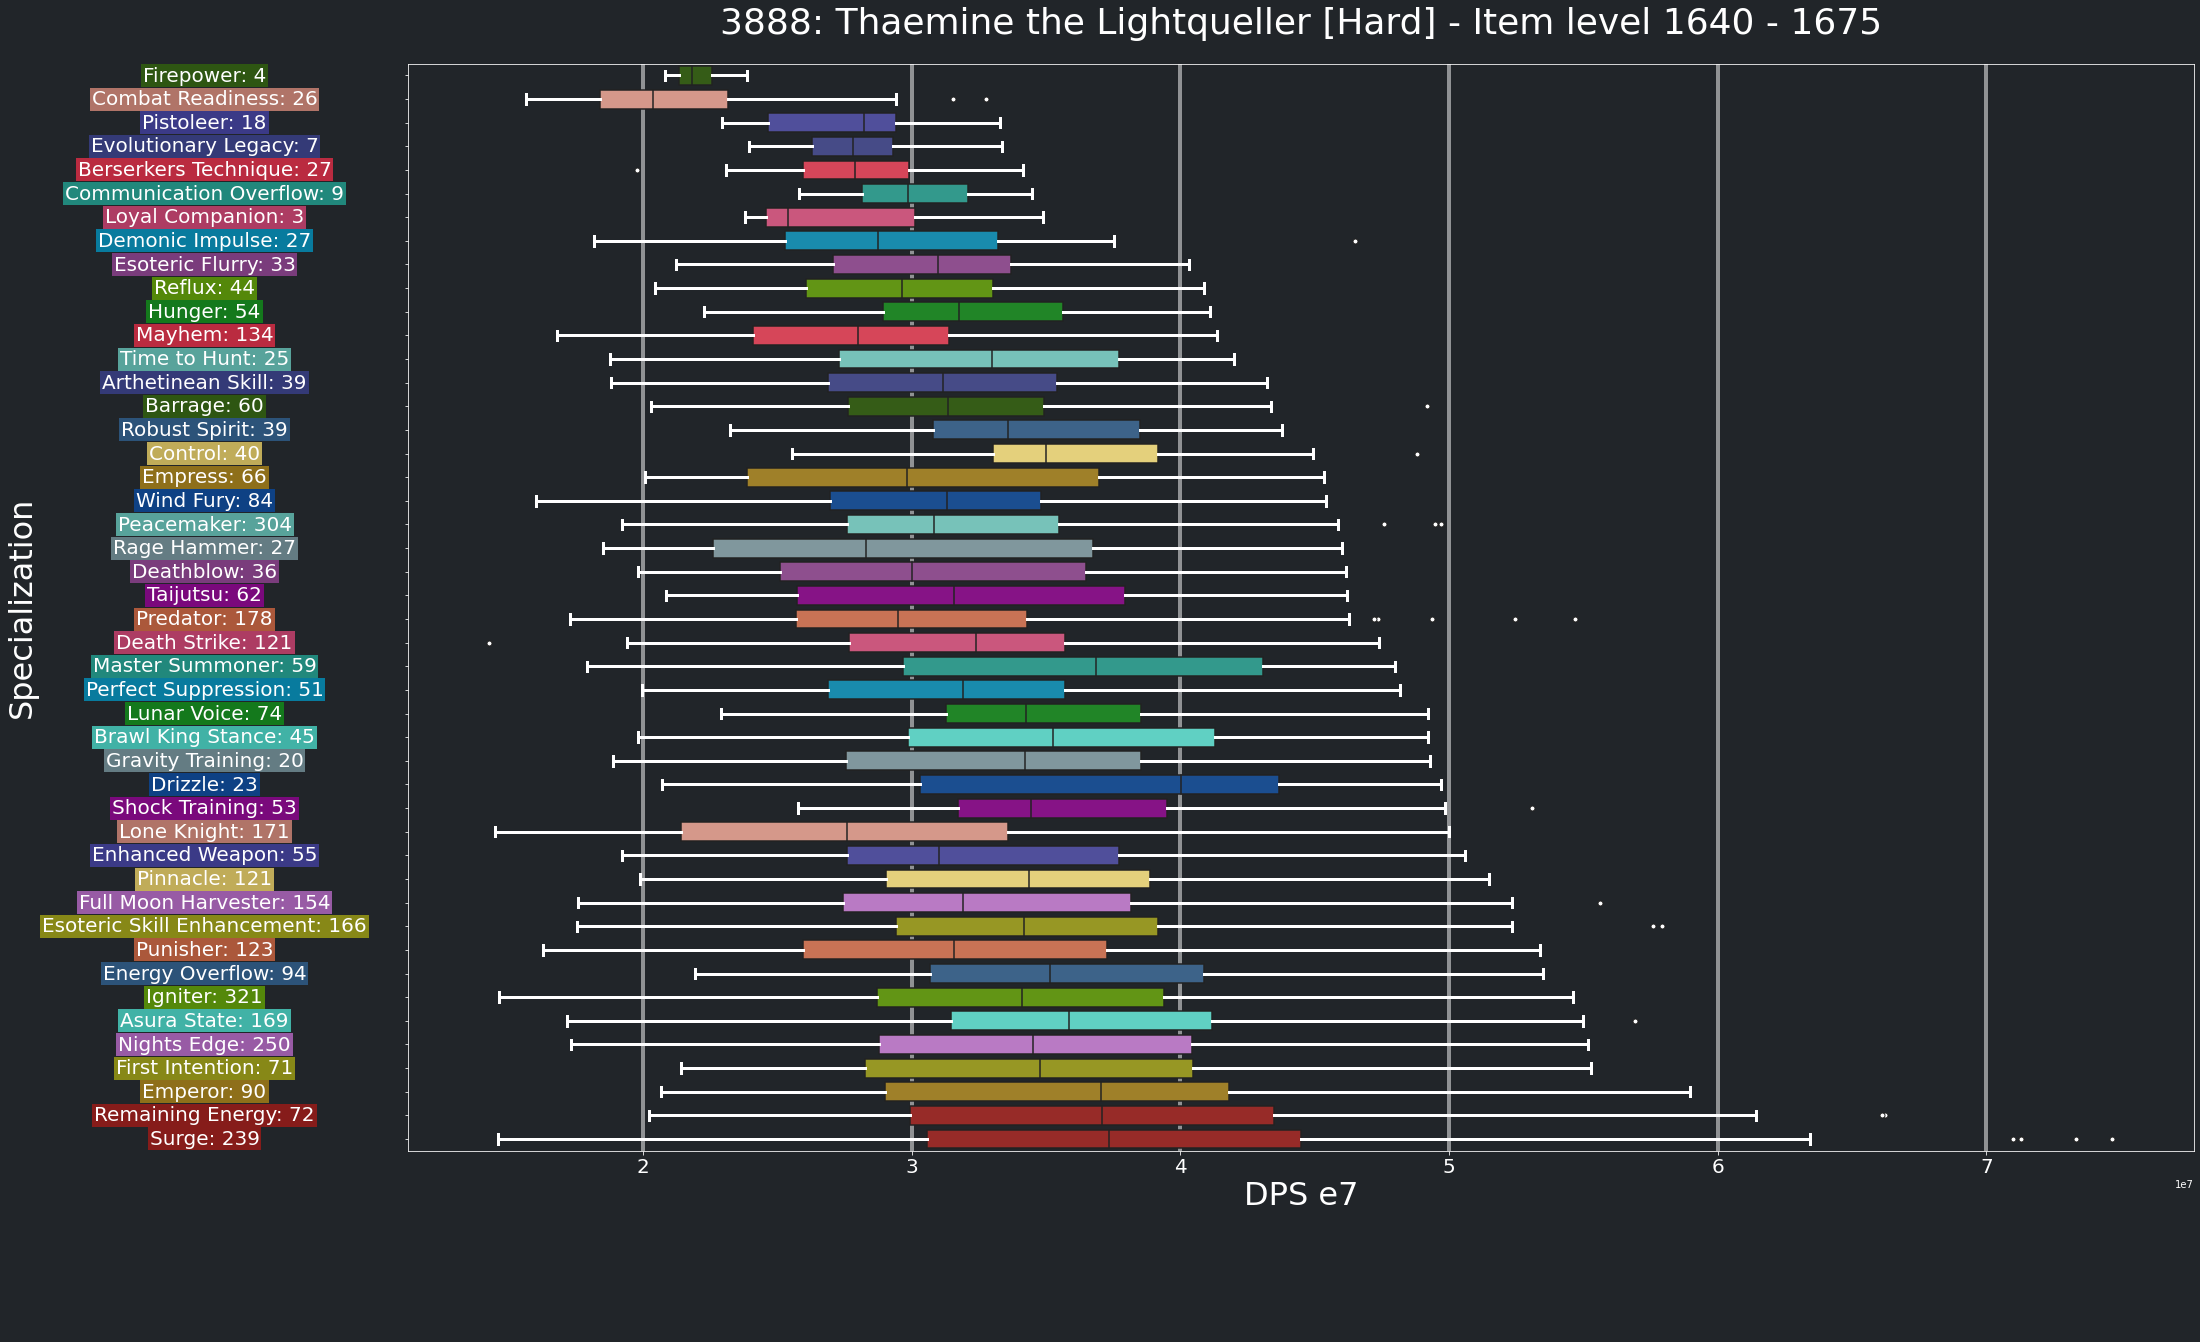 3888: Thaemine the Lightqueller [Hard] - Item level 1640 - 1675
Specialization
Firepower: 4
Combat Readiness: 26
Pistoleer: 18
Evolutionary Legacy: 7
Berserkers Technique: 27
Communication Overflow: 9
Loyal Companion: 3
Demonic Impulse: 27
Esoteric Flurry: 33
Reflux: 44
Hunger: 54
Mayhem: 134
Time to Hunt: 25
Arthetinean Skill: 39
Barrage: 60
Robust Spirit: 39
Control: 40
Empress: 66
Wind Fury: 84
Peacemaker: 304
Rage Hammer: 27
Deathblow: 36
Taijutsu: 62
Predator: 178
Death Strike: 121
Master Summoner: 59
Perfect Suppression: 51
Lunar Voice: 74
Brawl King Stance: 45
Gravity Training: 20
Drizzle: 23
Shock Training: 53
Lone Knight: 171
Enhanced Weapon: 55
Pinnacle: 121
Full Moon Harvester: 154
Esoteric Skill Enhancement: 166
Punisher: 123
Energy Overflow: 94
Igniter: 321
Asura State: 169
Nights Edge: 250
First Intention: 71
Emperor: 90
Remaining Energy: 72
Surge: 239
2 3 4 5 6 7
1e7
DPS e7